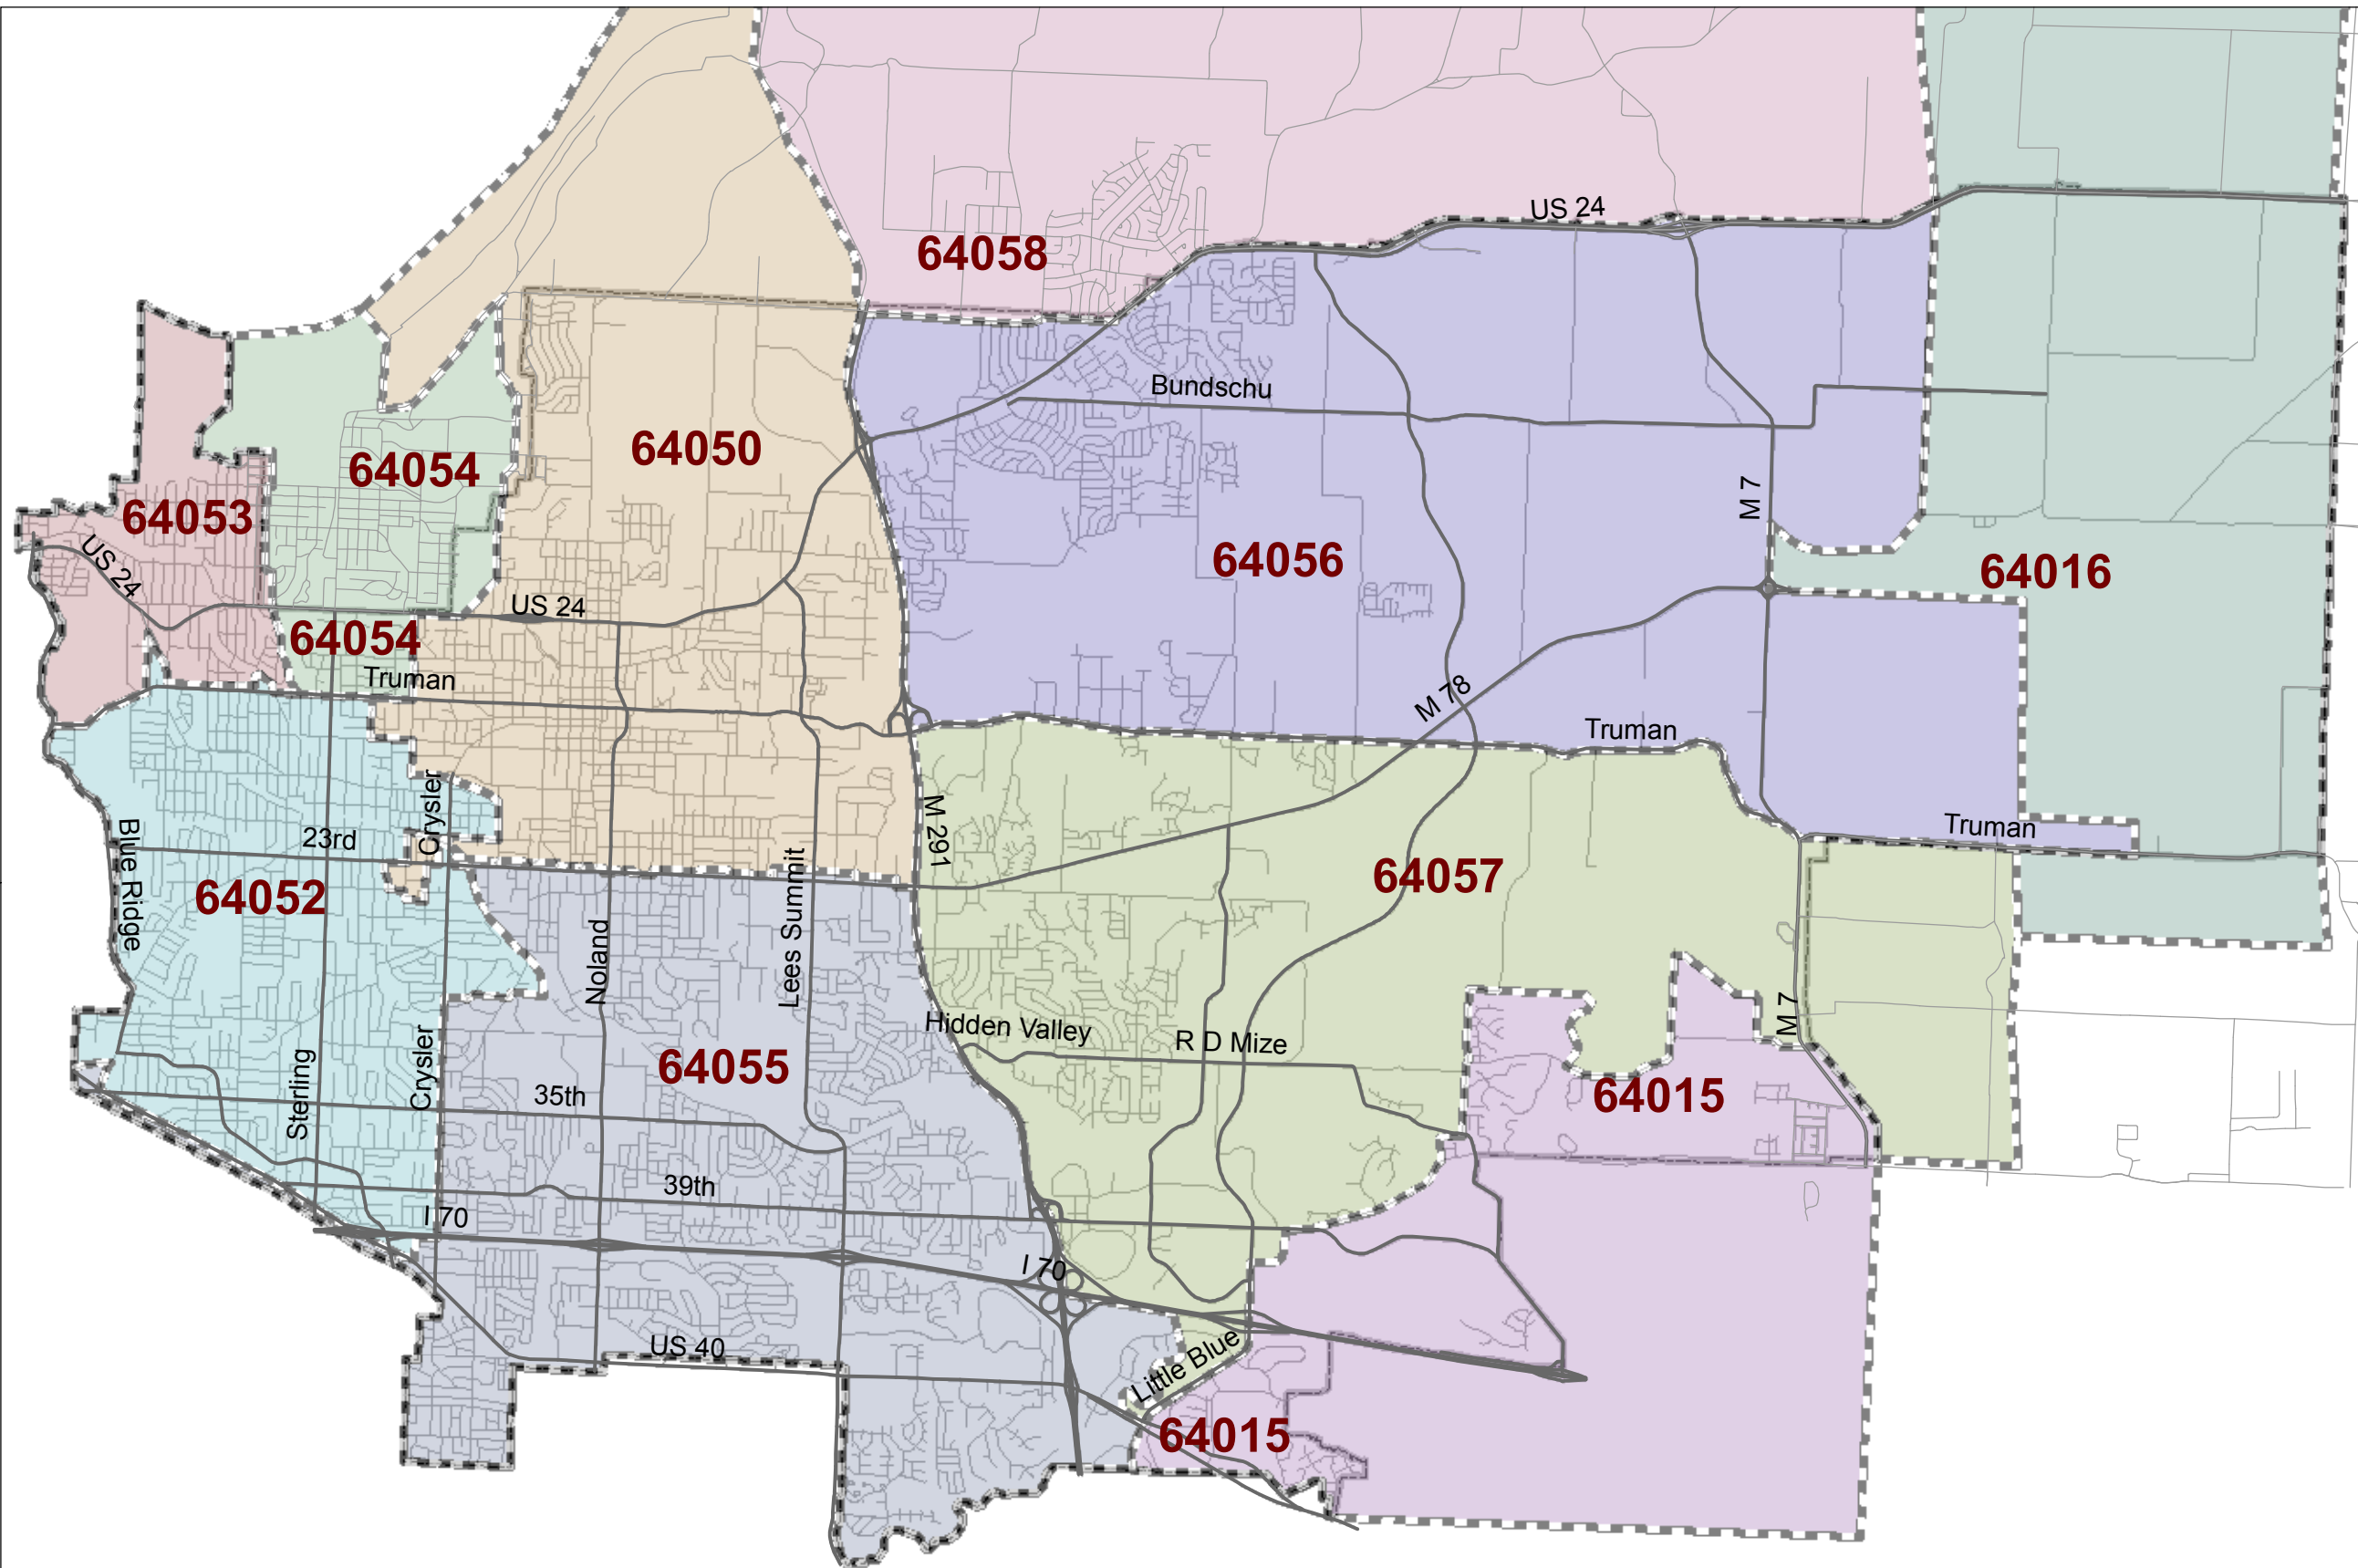 US 24
64058
Bundschu
64050
64054
M 7
64053
64056
64016
US 24
US 24
64054
Truman
M 78
Truman
Crysler
M 291
Truman
Blue Ridge
23rd
64057
64052
Lees Summit
Noland
M 7
Hidden Valley
R D Mize
Sterling
Crysler
64055
35th
64015
39th
I 70
I 70
US 40
Little Blue
64015